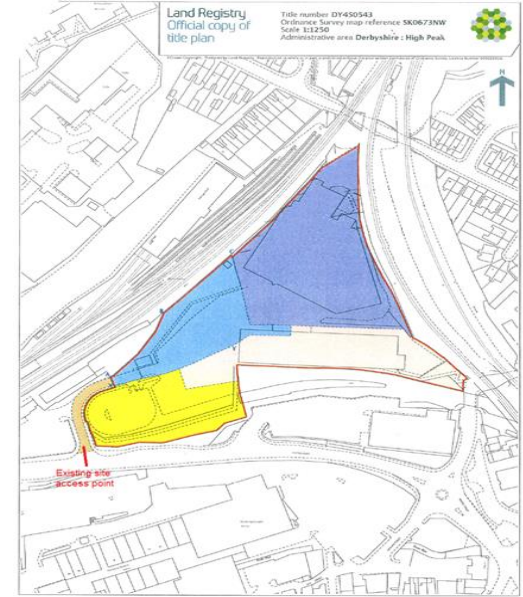 Land Registry
Official copy of
title plan
Title number DY450543
Ordnance Survey map reference SK0673NW
Scale 1:1250
Administrative area Derbyshire : High Peak
N
Existing site
access point